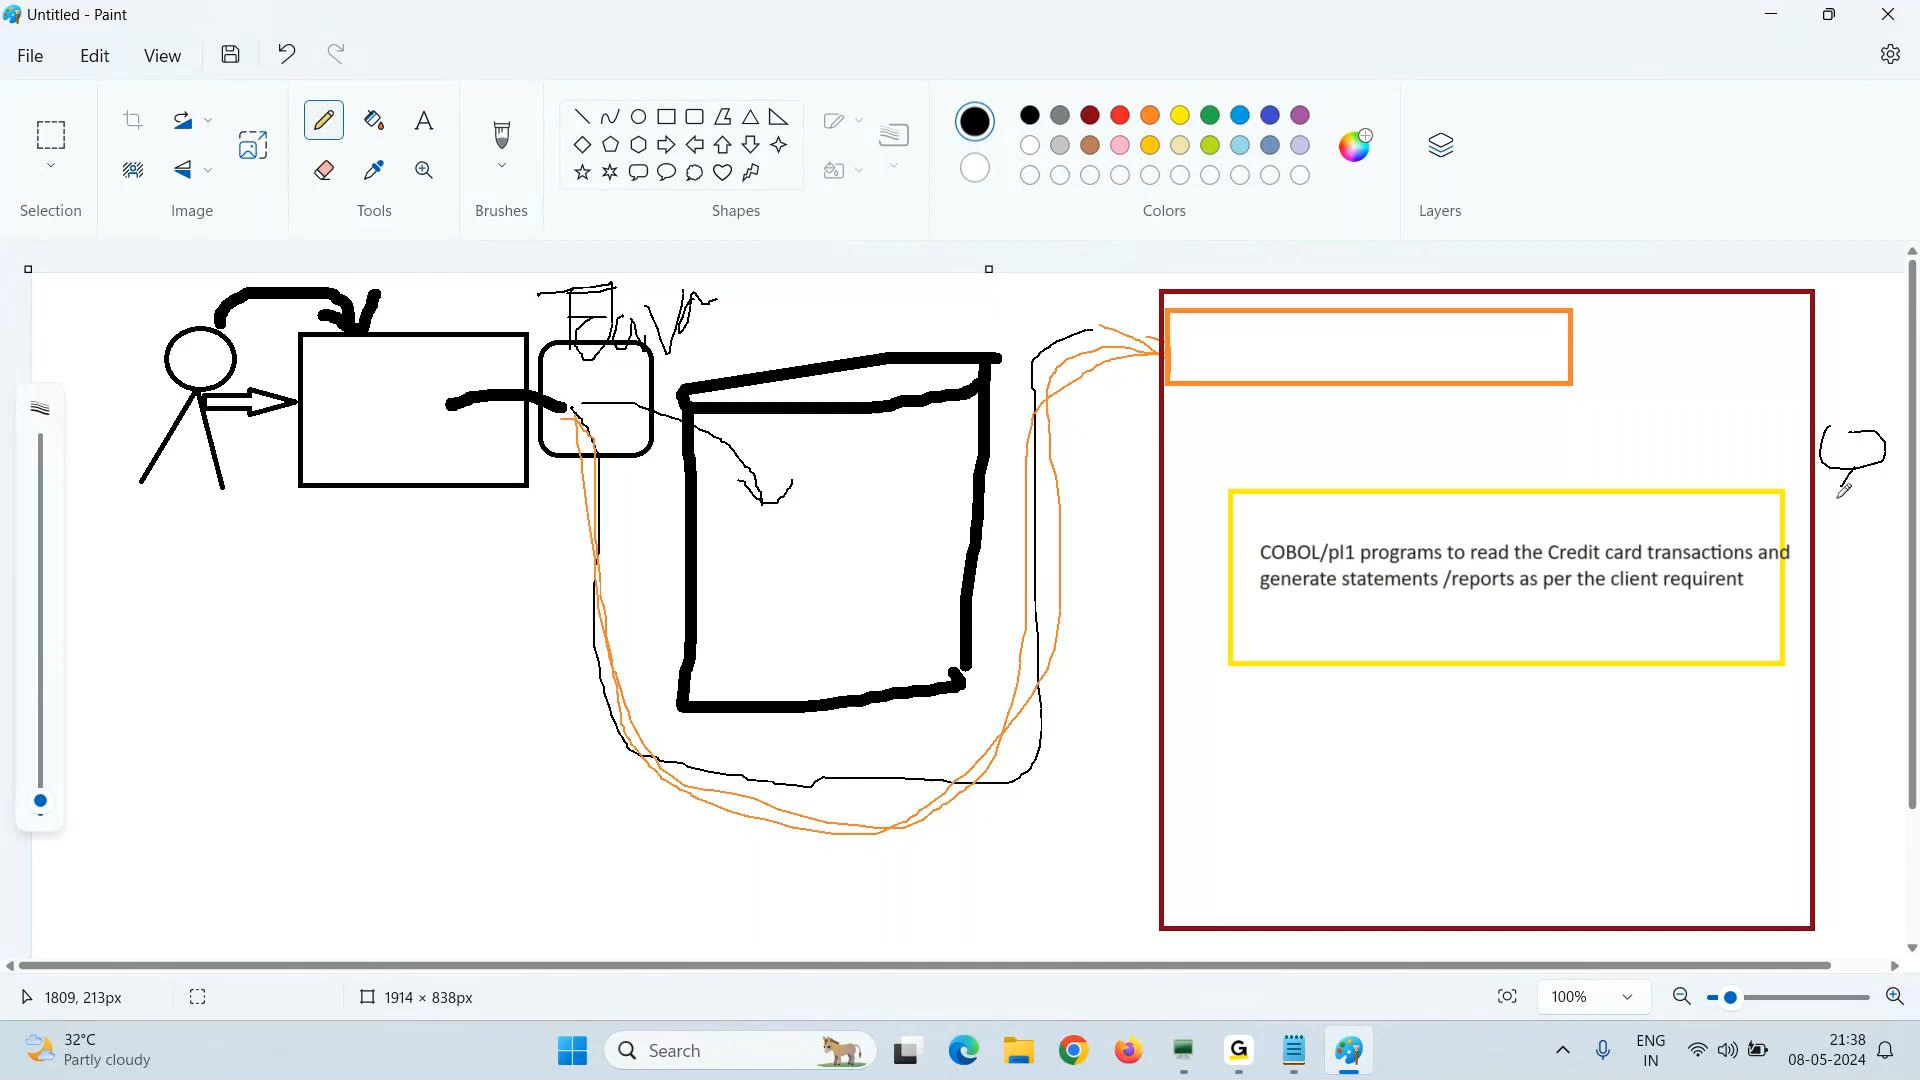 Untitled - Paint
File
Edit
View
Selection
Image
Tools
Brushes
Shapes
Colors
Layers
COBOL/pl1 programs to read the Credit card transactions and
generate statements /reports as per the client requirent
1809, 213px
1914 × 838px
100%
32°C
Partly cloudy
Search
ENG
IN
21:38
08-05-2024